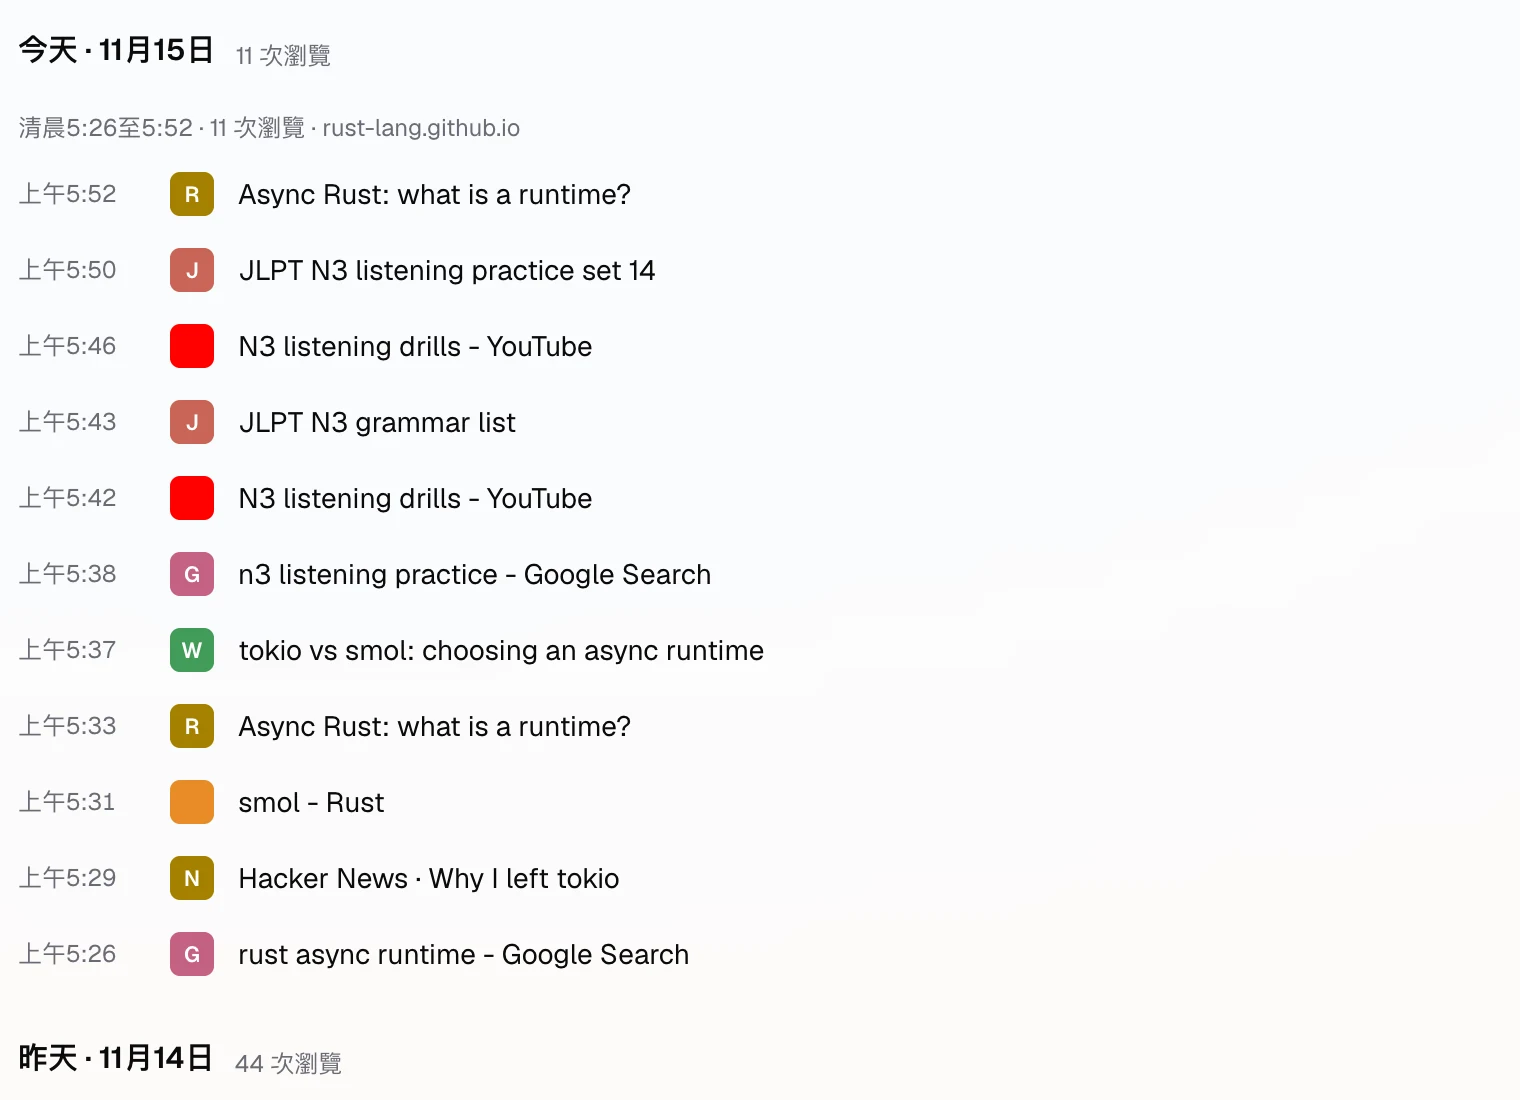 今天 · 11月15日 11 次瀏覽
清晨5:26至5:52 · 11 次瀏覽 · rust-lang.github.io
上午5:52 R Async Rust: what is a runtime?
上午5:50 J JLPT N3 listening practice set 14
上午5:46 N3 listening drills - YouTube
上午5:43 J JLPT N3 grammar list
上午5:42 N3 listening drills - YouTube
上午5:38 G n3 listening practice - Google Search
上午5:37 W tokio vs smol: choosing an async runtime
上午5:33 R Async Rust: what is a runtime?
上午5:31 smol - Rust
上午5:29 N Hacker News · Why I left tokio
上午5:26 G rust async runtime - Google Search
昨天 · 11月14日 44 次瀏覽